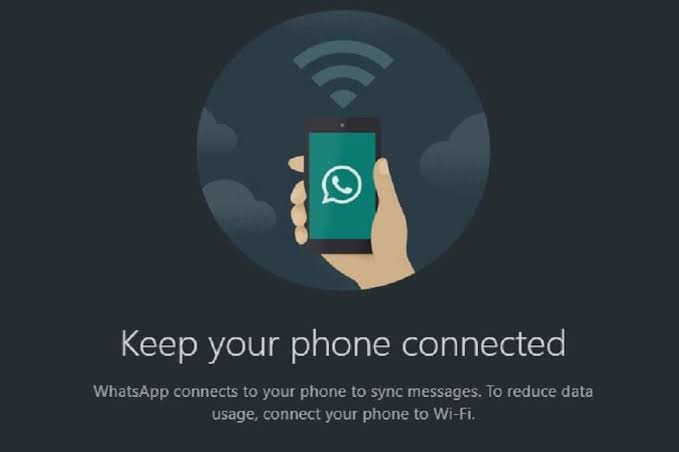 Keep your phone connected
WhatsApp connects to your phone to sync messages. To reduce data
usage, connect your phone to Wi-Fi.